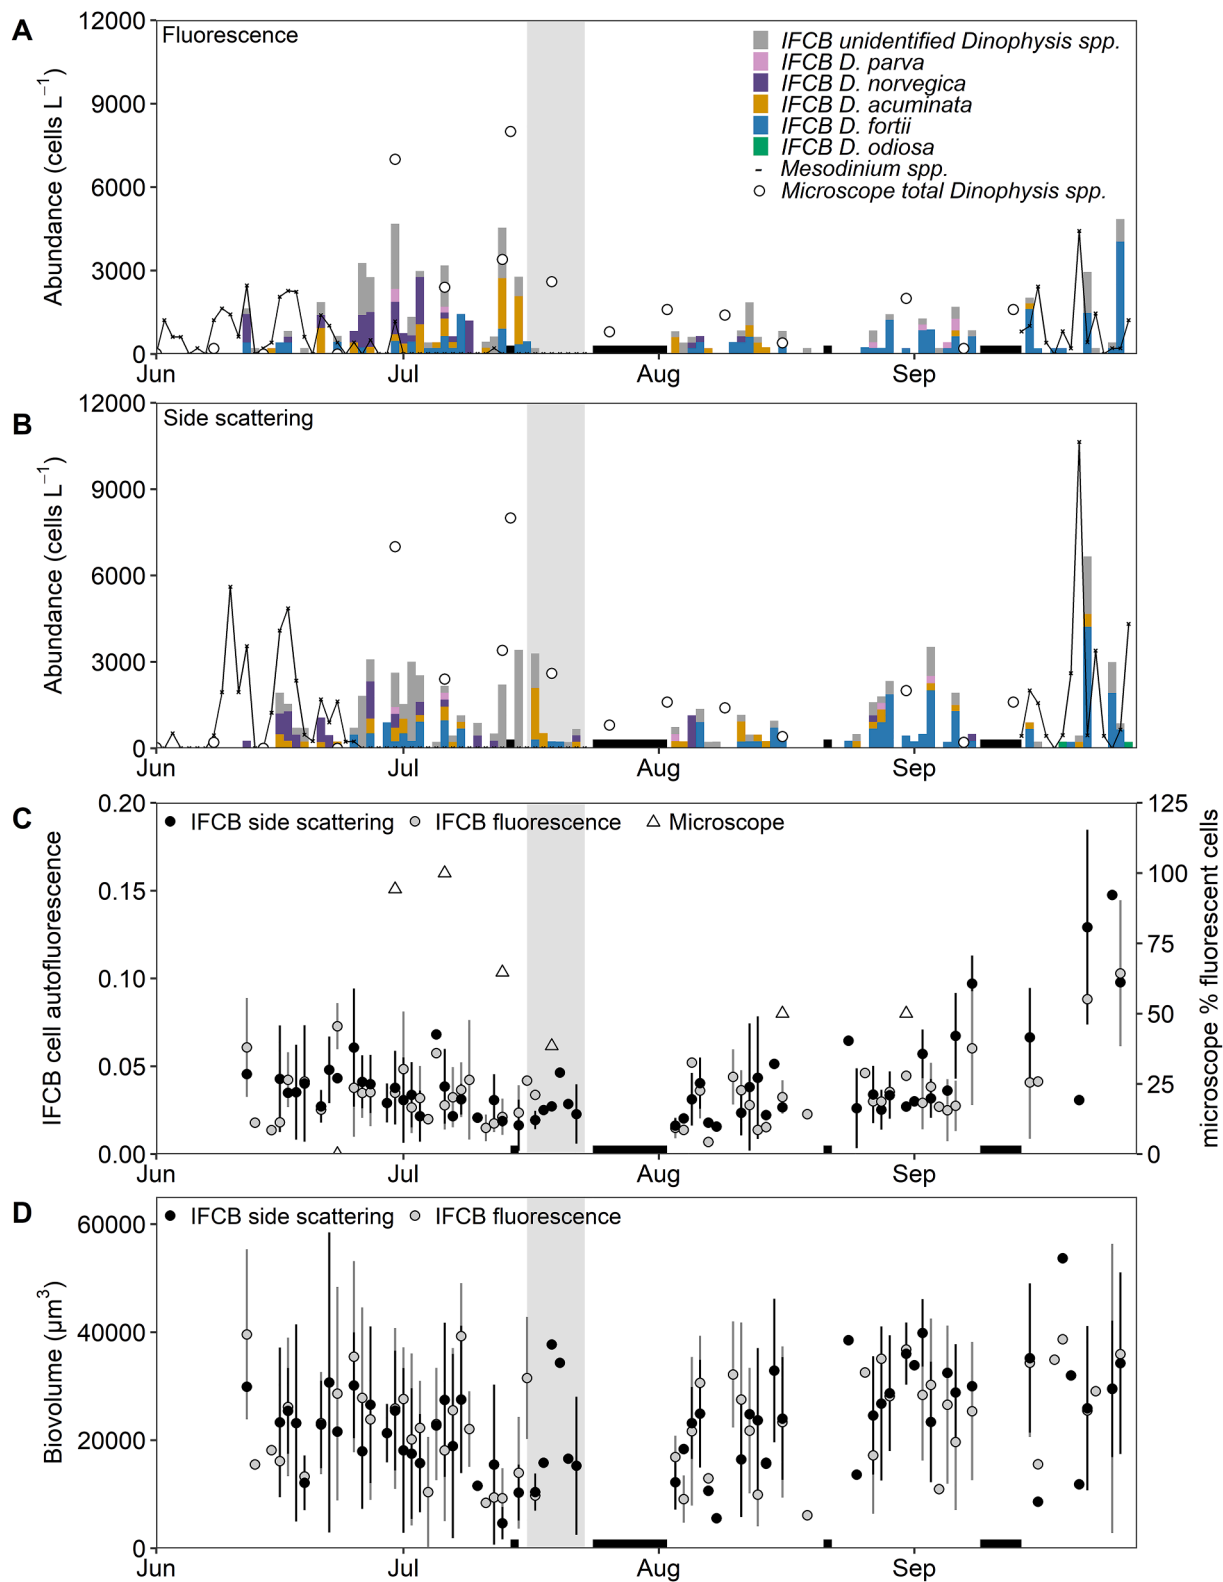 A
Fluorescence
IFCB unidentified Dinophysis spp.
IFCB D. parva
IFCB D. norvegica
IFCB D. acuminata
IFCB D. fortii
IFCB D. odiosa
Mesodinium spp.
Microscope total Dinophysis spp.
Abundance (cells L⁻¹)
12000
9000
6000
3000
0
Jun Jul Aug Sep
B
Side scattering
Abundance (cells L⁻¹)
12000
9000
6000
3000
0
Jun Jul Aug Sep
C
IFCB side scattering IFCB fluorescence Microscope
IFCB cell autofluorescence
0.20
0.15
0.10
0.05
0.00
125
100
75
50
25
0
microscope % fluorescent cells
Jun Jul Aug Sep
D
IFCB side scattering IFCB fluorescence
Biovolume (µm³)
60000
40000
20000
0
Jun Jul Aug Sep